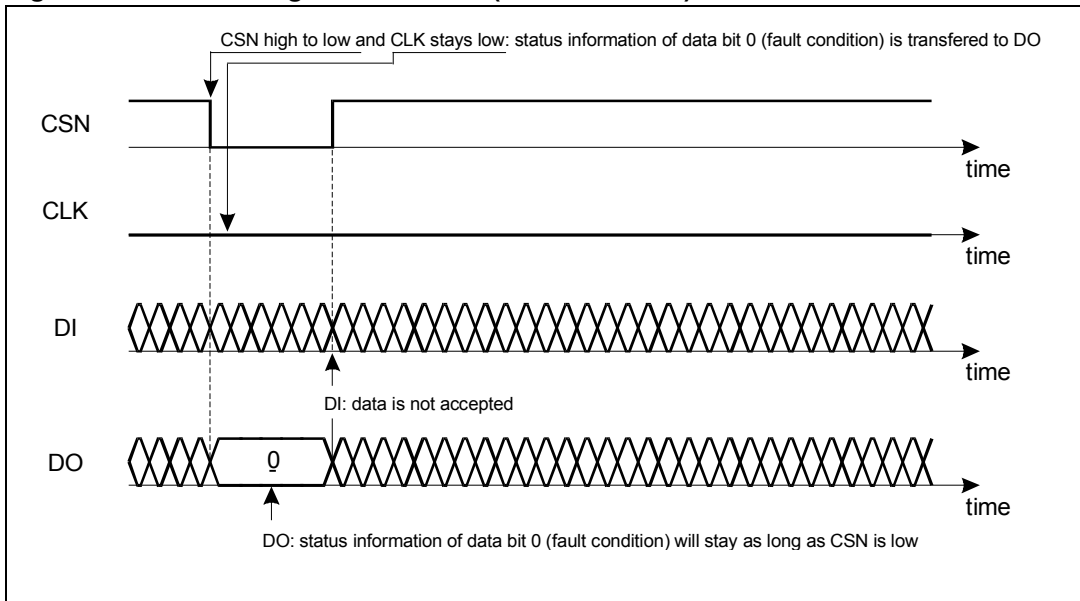 CSN high to low and CLK stays low: status information of data bit 0 (fault condition) is transfered to DO
CSN
time
CLK
time
DI
time
DI: data is not accepted
DO
0
time
DO: status information of data bit 0 (fault condition) will stay as long as CSN is low